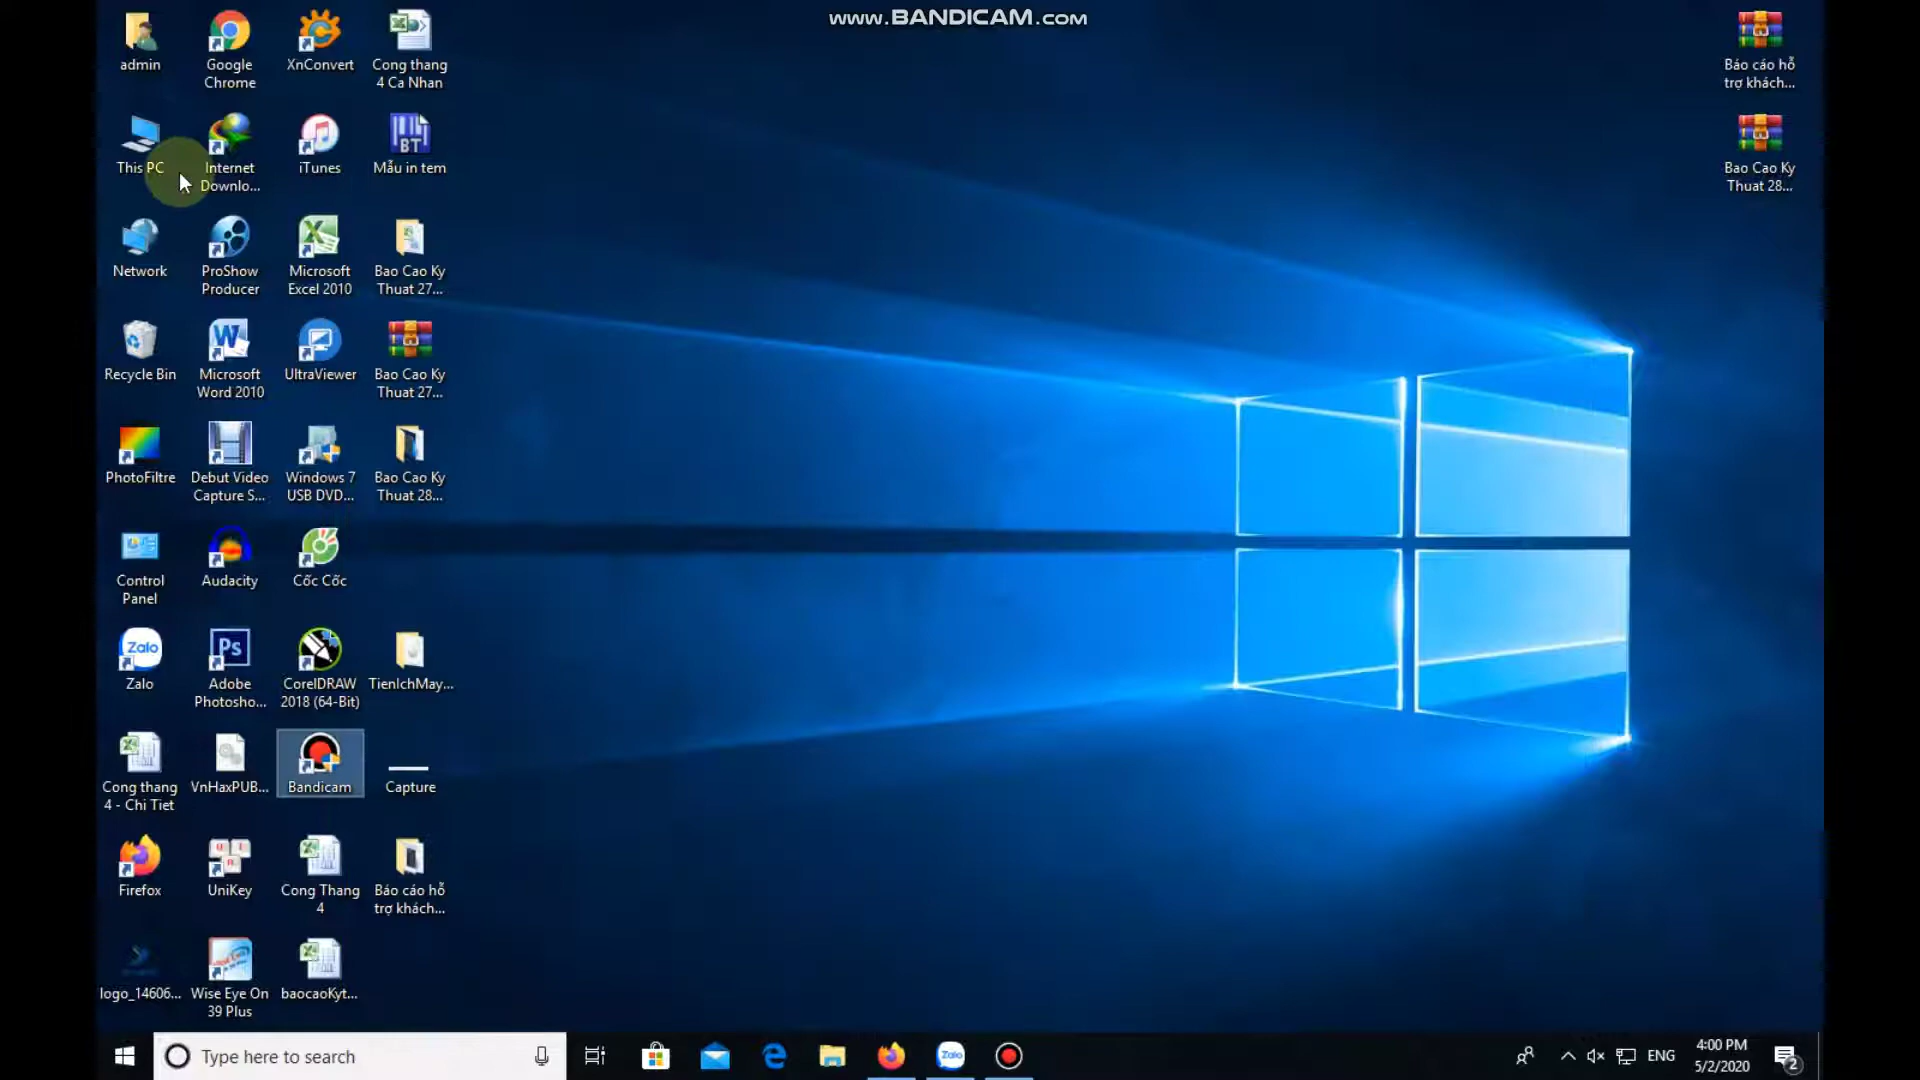 www.BANDICAM.com
admin
Google
Chrome
XnConvert
Cong thang
4 Ca Nhan
Báo cáo hỗ
trợ khách...
This PC
Internet
Downlo...
iTunes
BT
Mẫu in tem
Bao Cao Ky
Thuat 28...
Network
ProShow
Producer
Microsoft
Excel 2010
Bao Cao Ky
Thuat 27...
Recycle Bin
Microsoft
Word 2010
UltraViewer
Bao Cao Ky
Thuat 27...
PhotoFiltre
Debut Video
Capture S...
Windows 7
USB DVD...
Bao Cao Ky
Thuat 28...
Control
Panel
Audacity
Cốc Cốc
Zalo
Zalo
Ps
Adobe
Photosho...
CorelDRAW
2018 (64-Bit)
TienIchMay...
Cong thang
4 - Chi Tiet
VnHaxPUB...
Bandicam
Capture
Firefox
UniKey
Cong Thang
4
Báo cáo hỗ
trợ khách...
logo_14606...
Wise Eye On
39 Plus
baocaoKyt...
Type here to search
Zalo
ENG
4:00 PM
5/2/2020
2